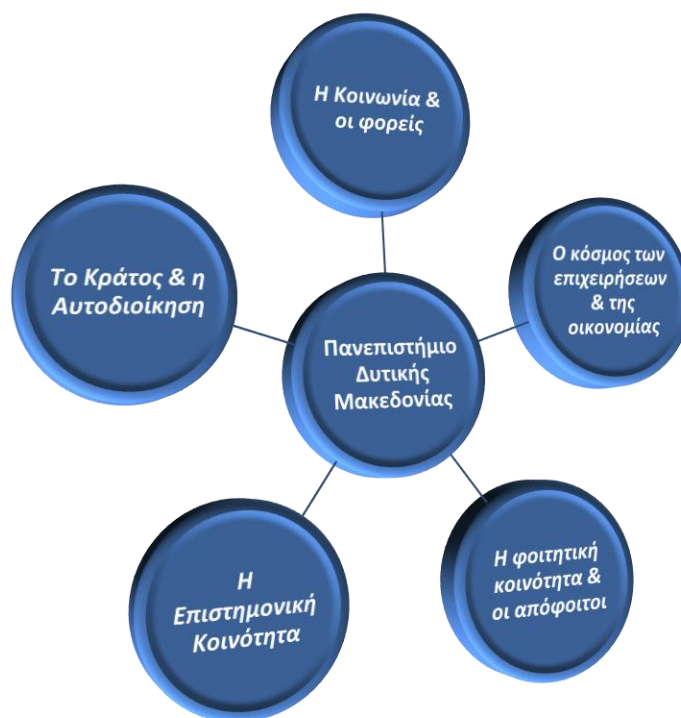 Η Κοινωνία &
οι φορείς
Το Κράτος & η
Αυτοδιοίκηση
Ο κόσμος των
επιχειρήσεων
& της
οικονομίας
Πανεπιστήμιο
Δυτικής
Μακεδονίας
Η
Επιστημονική
Κοινότητα
Η φοιτητική
κοινότητα &
οι απόφοιτοι